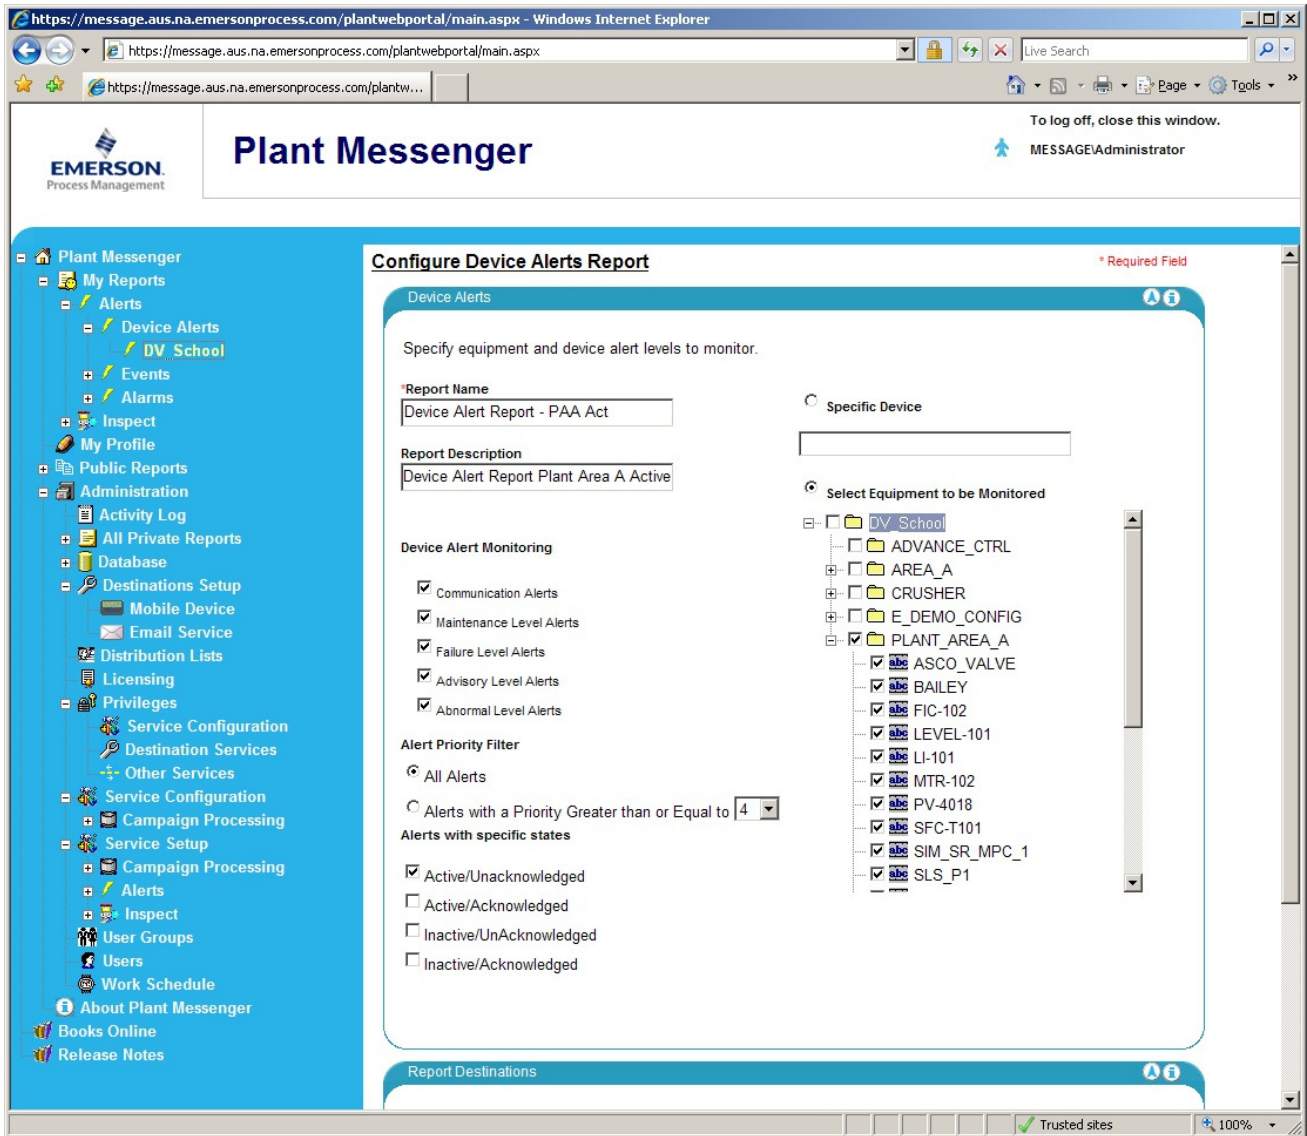 https://message.aus.na.emersonprocess.com/plantwebportal/main.aspx - Windows Internet Explorer
https://message.aus.na.emersonprocess.com/plantwebportal/main.aspx
Live Search
https://message.aus.na.emersonprocess.com/plantw...
Page
Tools
To log off, close this window.
MESSAGE\Administrator
EMERSON.
Process Management
Plant Messenger
Plant Messenger
My Reports
Alerts
Device Alerts
DV_School
Events
Alarms
Inspect
My Profile
Public Reports
Administration
Activity Log
All Private Reports
Database
Destinations Setup
Mobile Device
Email Service
Distribution Lists
Licensing
Privileges
Service Configuration
Destination Services
Other Services
Service Configuration
Campaign Processing
Service Setup
Campaign Processing
Alerts
Inspect
User Groups
Users
Work Schedule
About Plant Messenger
Books Online
Release Notes
Configure Device Alerts Report
* Required Field
Device Alerts
Specify equipment and device alert levels to monitor.
*Report Name
Device Alert Report - PAA Act
Report Description
Device Alert Report Plant Area A Active
Device Alert Monitoring
Communication Alerts
Maintenance Level Alerts
Failure Level Alerts
Advisory Level Alerts
Abnormal Level Alerts
Alert Priority Filter
All Alerts
Alerts with a Priority Greater than or Equal to 4
Alerts with specific states
Active/Unacknowledged
Active/Acknowledged
Inactive/UnAcknowledged
Inactive/Acknowledged
Specific Device
Select Equipment to be Monitored
DV_School
ADVANCE_CTRL
AREA_A
CRUSHER
E_DEMO_CONFIG
PLANT_AREA_A
abc ASCO_VALVE
abc BAILEY
abc FIC-102
abc LEVEL-101
abc LI-101
abc MTR-102
abc PV-4018
abc SFC-T101
abc SIM_SR_MPC_1
abc SLS_P1
Report Destinations
Trusted sites
100%